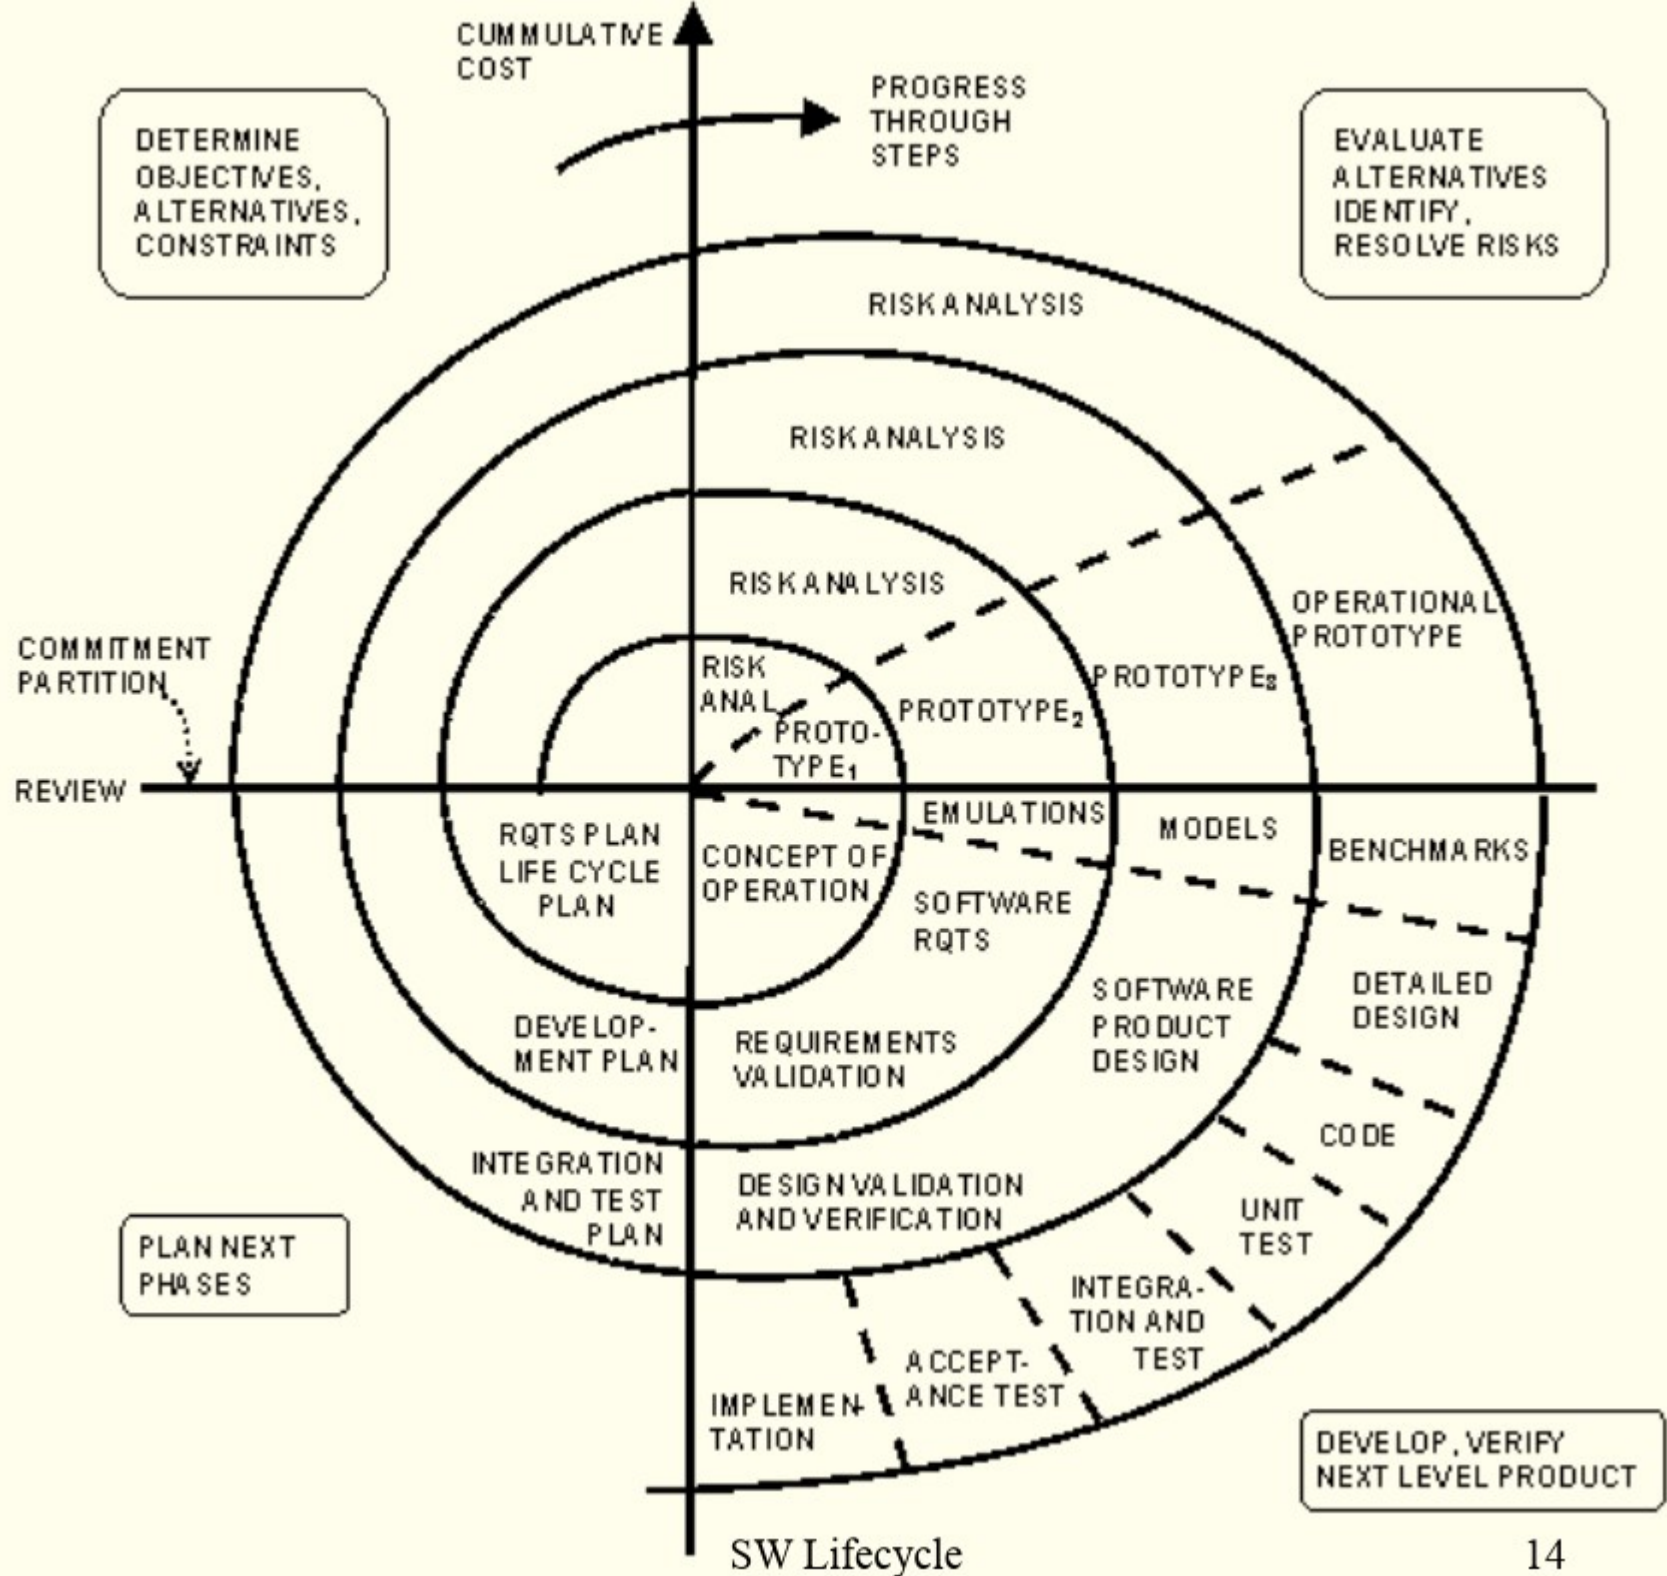 CUMMULATIVE
COST
PROGRESS
THROUGH
STEPS
DETERMINE
OBJECTIVES,
ALTERNATIVES,
CONSTRAINTS
EVALUATE
ALTERNATIVES
IDENTIFY,
RESOLVE RISKS
RISK ANALYSIS
RISK ANALYSIS
RISK ANALYSIS
RISK
ANAL.
PROTO-
TYPE1
PROTOTYPE2
PROTOTYPE3
OPERATIONAL
PROTOTYPE
COMMITMENT
PARTITION
REVIEW
EMULATIONS
MODELS
BENCHMARKS
RQTS PLAN
LIFE CYCLE
PLAN
CONCEPT OF
OPERATION
SOFTWARE
RQTS
SOFTWARE
PRODUCT
DESIGN
DETAILED
DESIGN
DEVELOP-
MENT PLAN
REQUIREMENTS
VALIDATION
CODE
INTEGRATION
AND TEST
PLAN
DESIGN VALIDATION
AND VERIFICATION
UNIT
TEST
PLAN NEXT
PHASES
INTEGRA-
TION AND
TEST
ACCEPT-
ANCE TEST
IMPLEMEN-
TATION
DEVELOP, VERIFY
NEXT LEVEL PRODUCT
SW Lifecycle
14